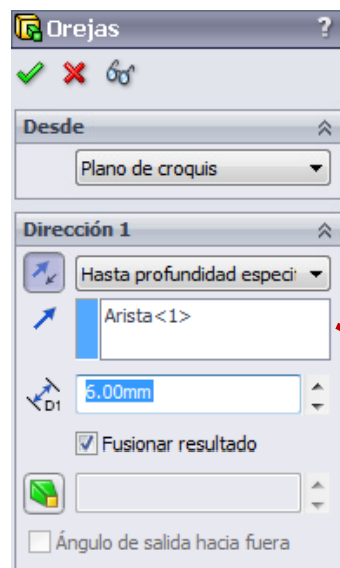 Orejas ?
Desde
Plano de croquis
Dirección 1
Hasta profundidad especi
Arista<1>
D1
6.00mm
Fusionar resultado
Ángulo de salida hacia fuera